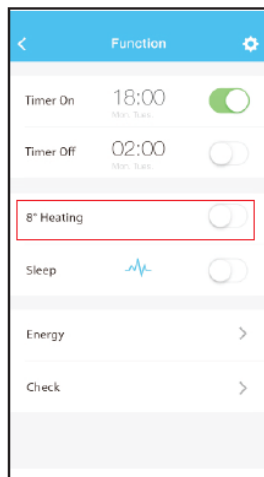 Function
Timer On 18:00
Mon. Tues.
Timer Off 02:00
Mon. Tues.
8° Heating
Sleep
Energy
Check